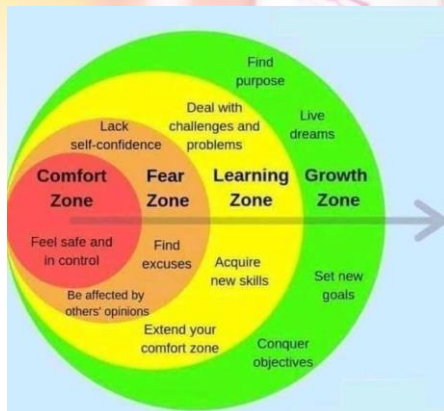 Find
purpose
Deal with
challenges and
problems
Live
dreams
Lack
self-confidence
Comfort
Zone
Fear
Zone
Learning
Zone
Growth
Zone
Feel safe and
in control
Find
excuses
Acquire
new skills
Set new
goals
Be affected by
others' opinions
Extend your
comfort zone
Conquer
objectives